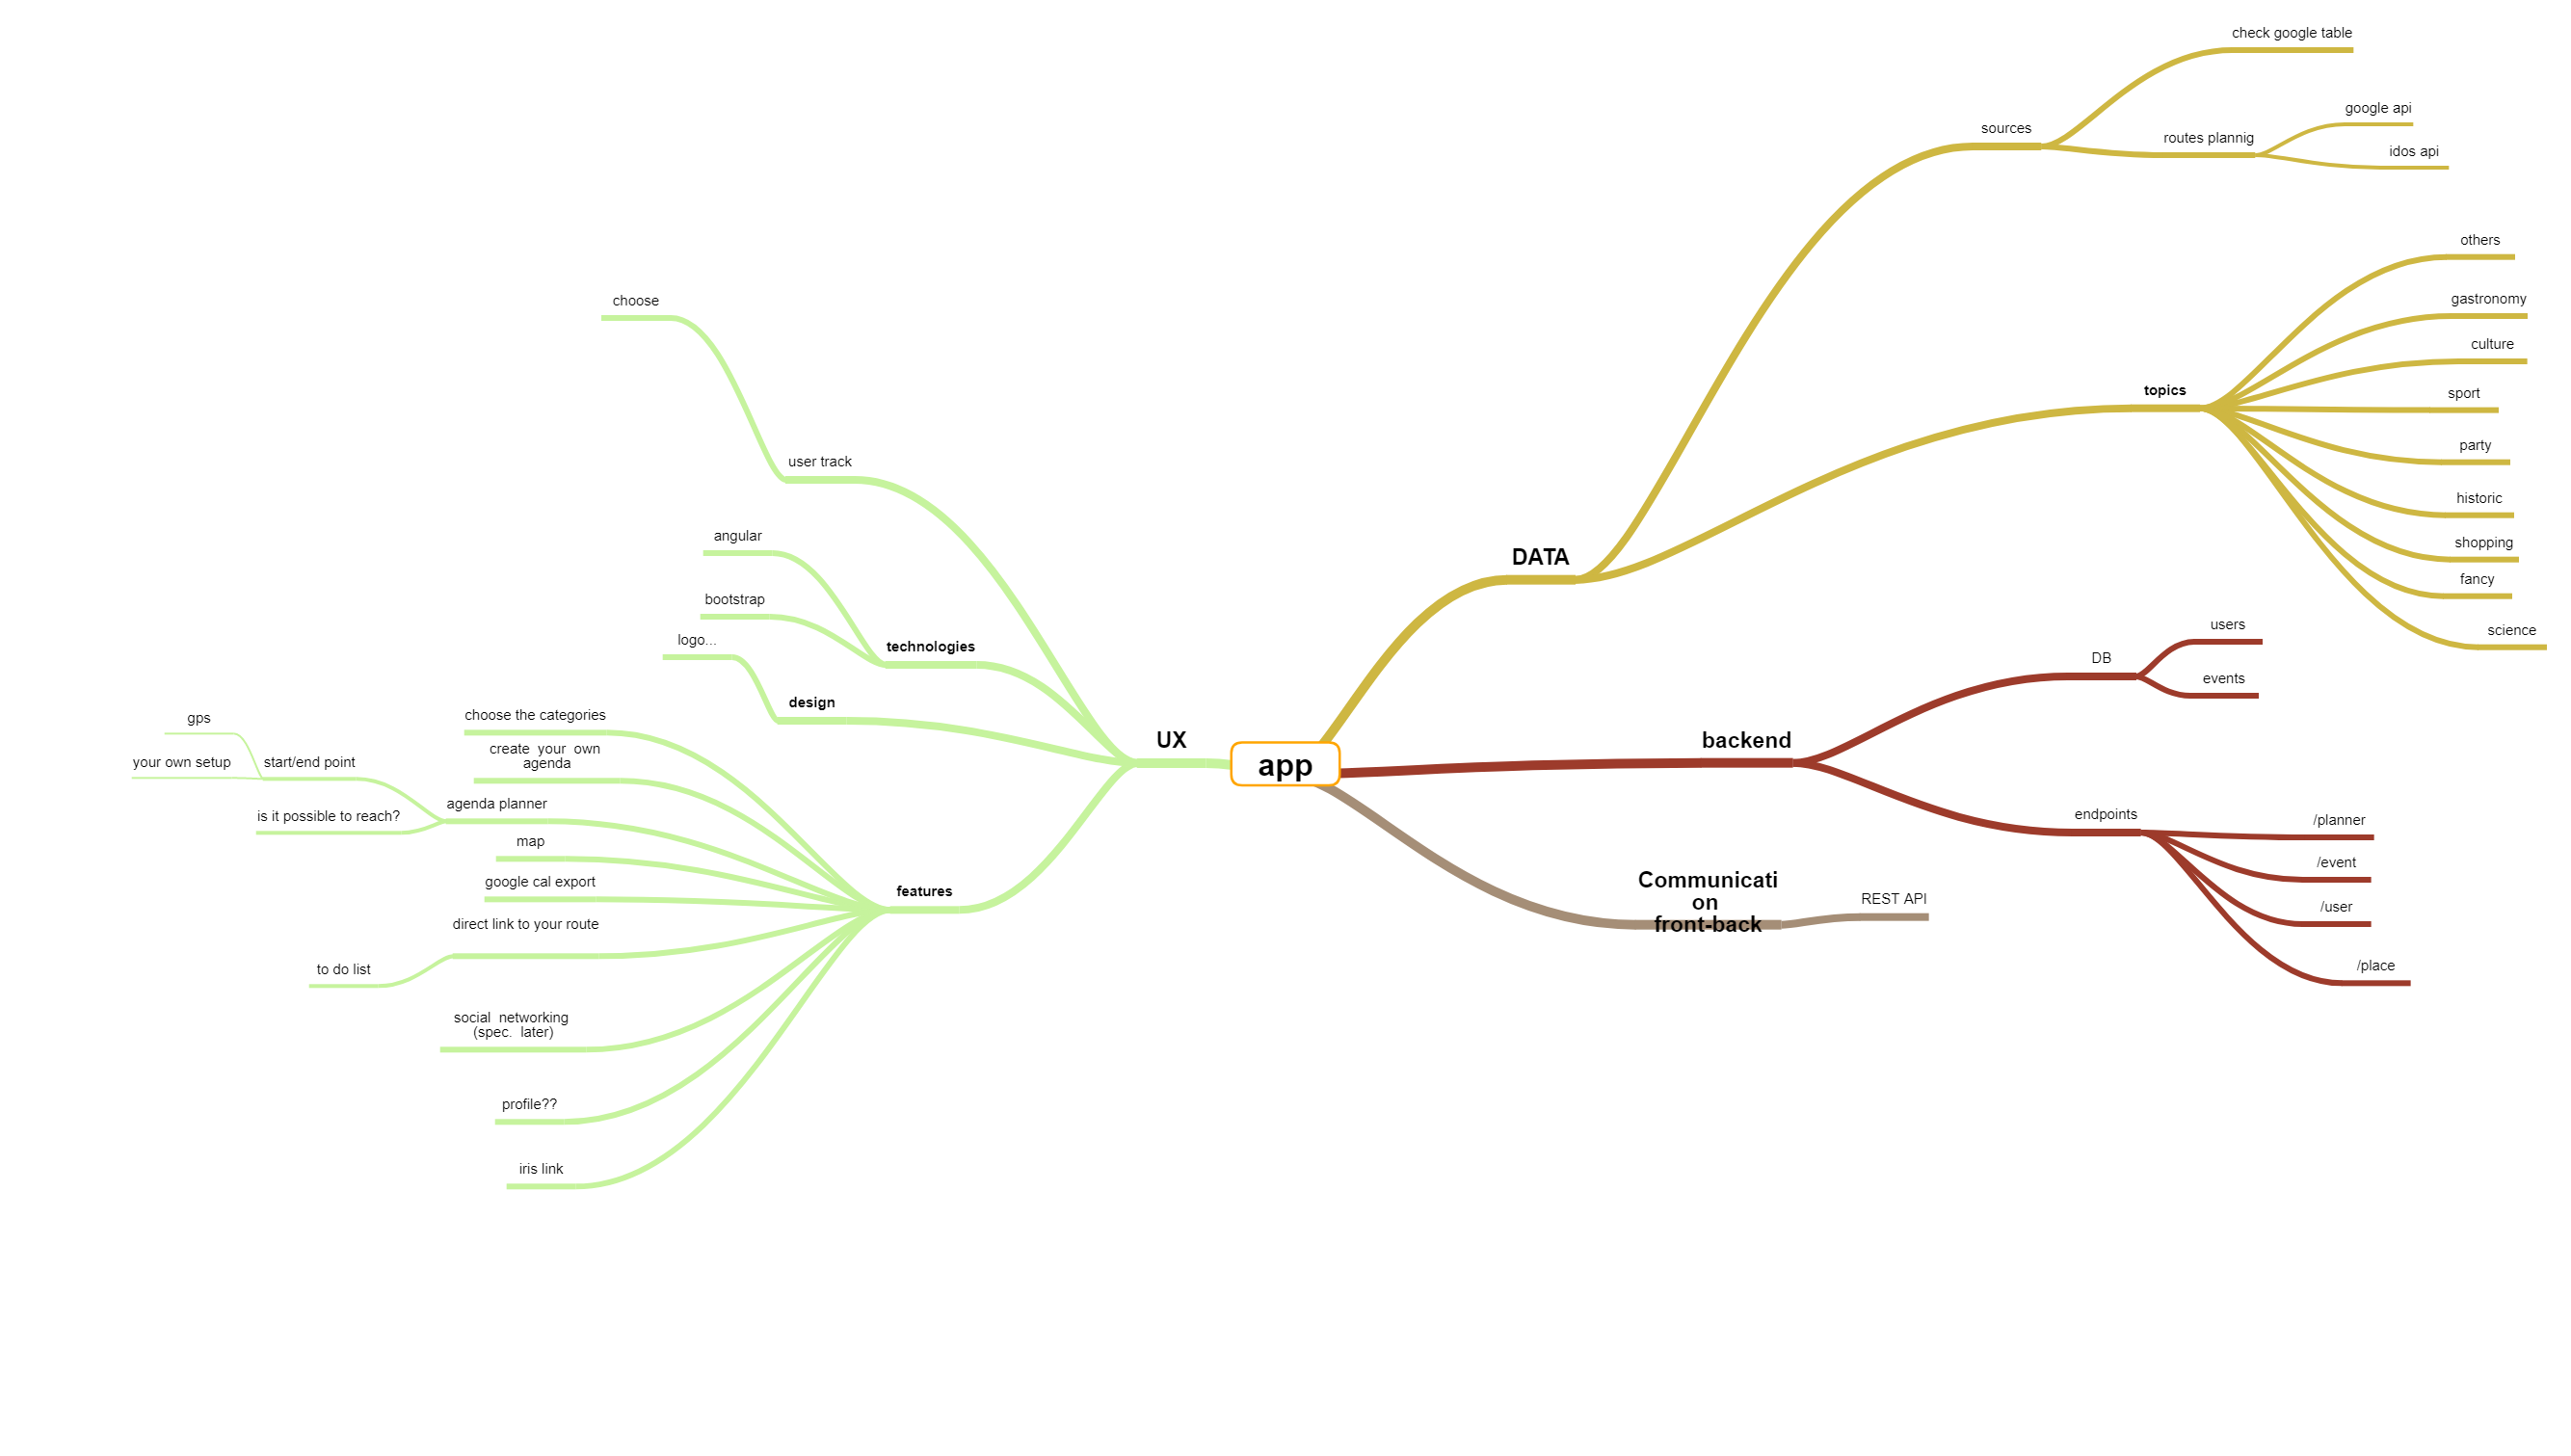 app
DATA
sources
check google table
routes plannig
google api
idos api
topics
others
gastronomy
culture
sport
party
historic
shopping
fancy
science
backend
DB
users
events
endpoints
/planner
/event
/user
/place
Communicati
on
front-back
REST API
UX
user track
choose
technologies
angular
bootstrap
design
logo...
features
choose the categories
create your own
agenda
agenda planner
start/end point
gps
your own setup
is it possible to reach?
map
google cal export
direct link to your route
to do list
social networking
(spec. later)
profile??
iris link